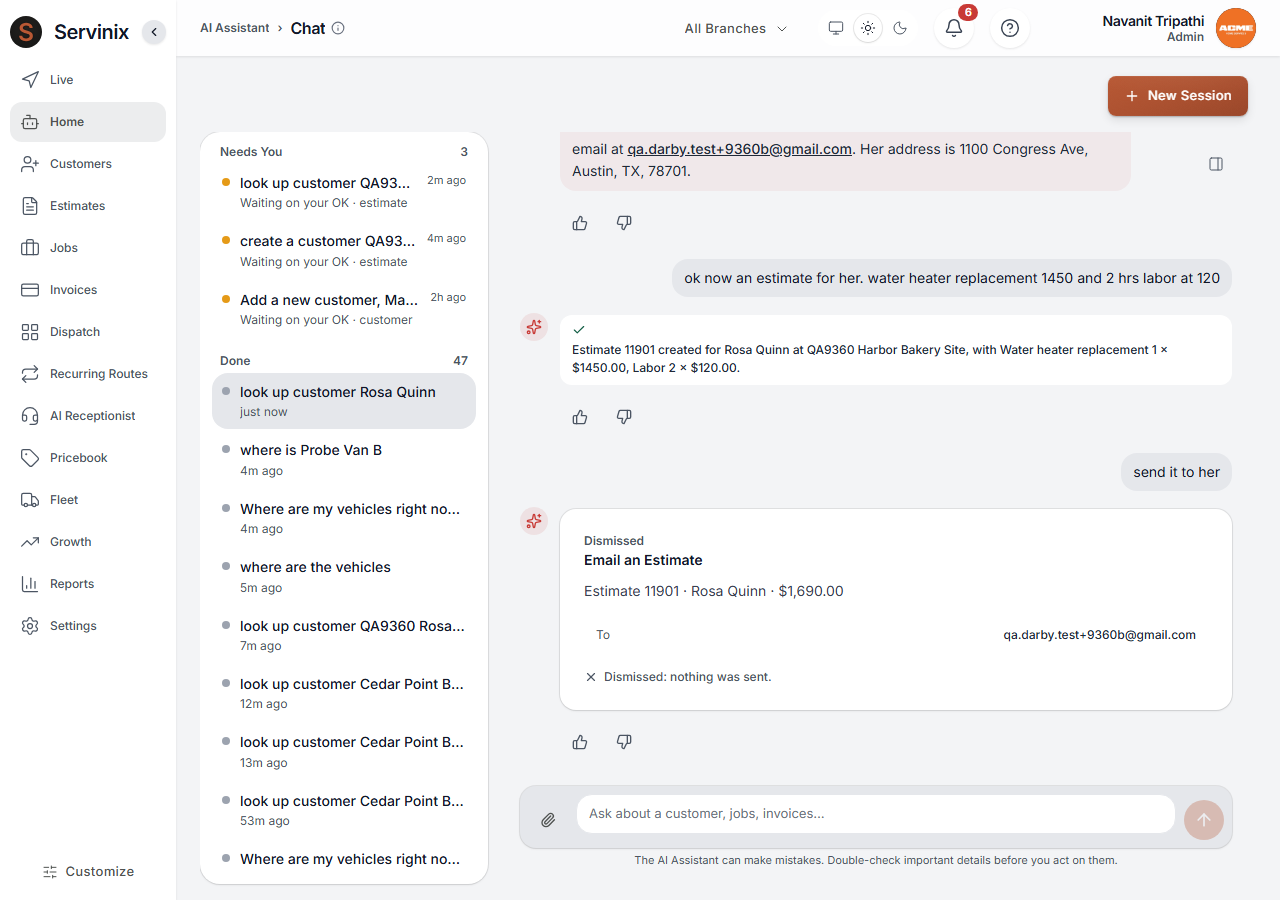 S Servinix
AI Assistant › Chat
All Branches
6
Navanit Tripathi
Admin
ACME
Live
Home
Customers
Estimates
Jobs
Invoices
Dispatch
Recurring Routes
AI Receptionist
Pricebook
Fleet
Growth
Reports
Settings
Customize
+ New Session
Needs You 3
look up customer QA93... 2m ago
Waiting on your OK · estimate
create a customer QA93... 4m ago
Waiting on your OK · estimate
Add a new customer, Ma... 2h ago
Waiting on your OK · customer
Done 47
look up customer Rosa Quinn
just now
where is Probe Van B
4m ago
Where are my vehicles right no...
4m ago
where are the vehicles
5m ago
look up customer QA9360 Rosa...
7m ago
look up customer Cedar Point B...
12m ago
look up customer Cedar Point B...
13m ago
look up customer Cedar Point B...
53m ago
Where are my vehicles right no...
email at qa.darby.test+9360b@gmail.com. Her address is 1100 Congress Ave,
Austin, TX, 78701.
ok now an estimate for her. water heater replacement 1450 and 2 hrs labor at 120
Estimate 11901 created for Rosa Quinn at QA9360 Harbor Bakery Site, with Water heater replacement 1 ×
$1450.00, Labor 2 × $120.00.
send it to her
Dismissed
Email an Estimate
Estimate 11901 · Rosa Quinn · $1,690.00
To qa.darby.test+9360b@gmail.com
Dismissed: nothing was sent.
Ask about a customer, jobs, invoices...
The AI Assistant can make mistakes. Double-check important details before you act on them.